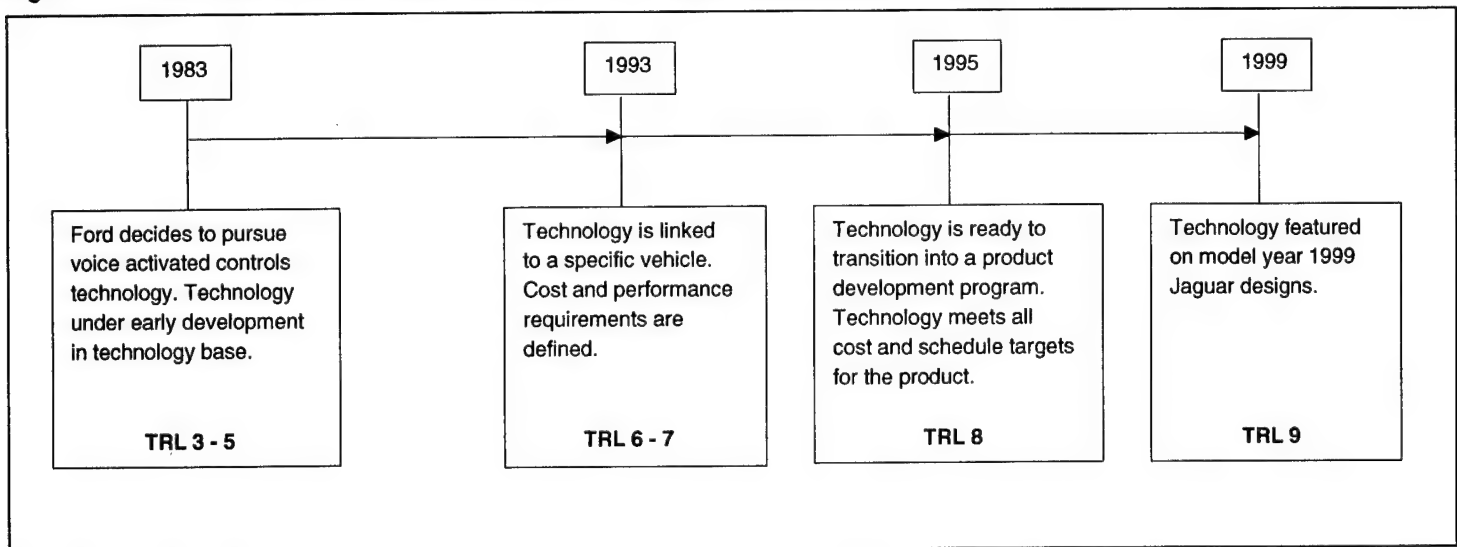 1983
1993
1995
1999
Ford decides to pursue
voice activated controls
technology. Technology
under early development
in technology base.
TRL 3 - 5
Technology is linked
to a specific vehicle.
Cost and performance
requirements are
defined.
TRL 6 - 7
Technology is ready to
transition into a product
development program.
Technology meets all
cost and schedule targets
for the product.
TRL 8
Technology featured
on model year 1999
Jaguar designs.
TRL 9